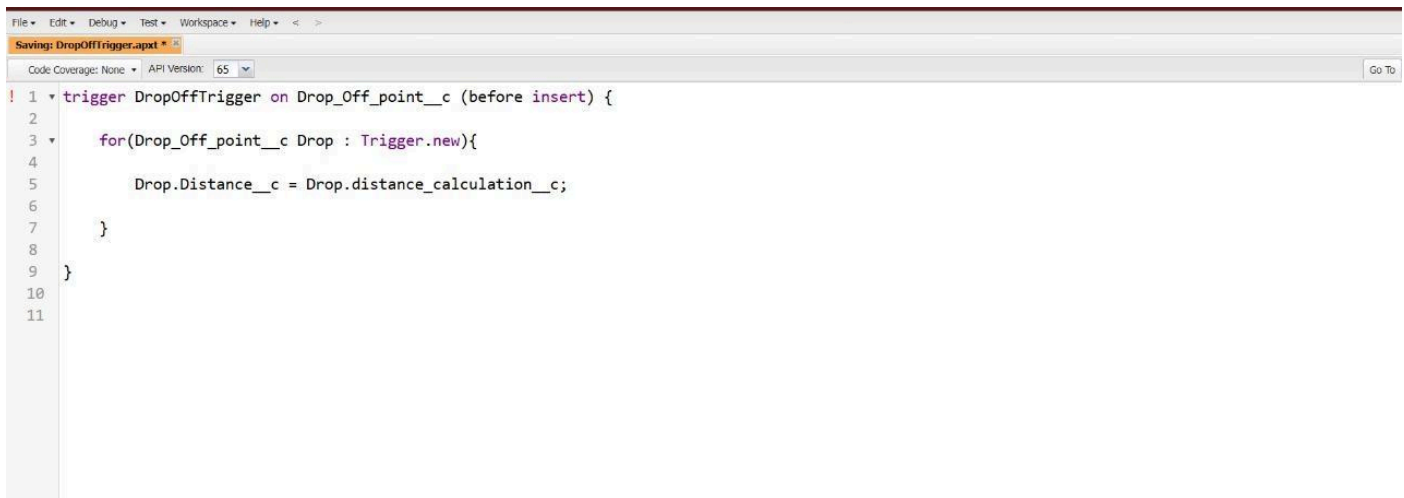 File Edit Debug Test Workspace Help < >
Saving: DropOffTrigger.apxt *
Code Coverage: None API Version: 65 Go To
! 1 trigger DropOffTrigger on Drop_Off_point__c (before insert) {
2
3 for(Drop_Off_point__c Drop : Trigger.new){
4
5 Drop.Distance__c = Drop.distance_calculation__c;
6
7 }
8
9 }
10
11